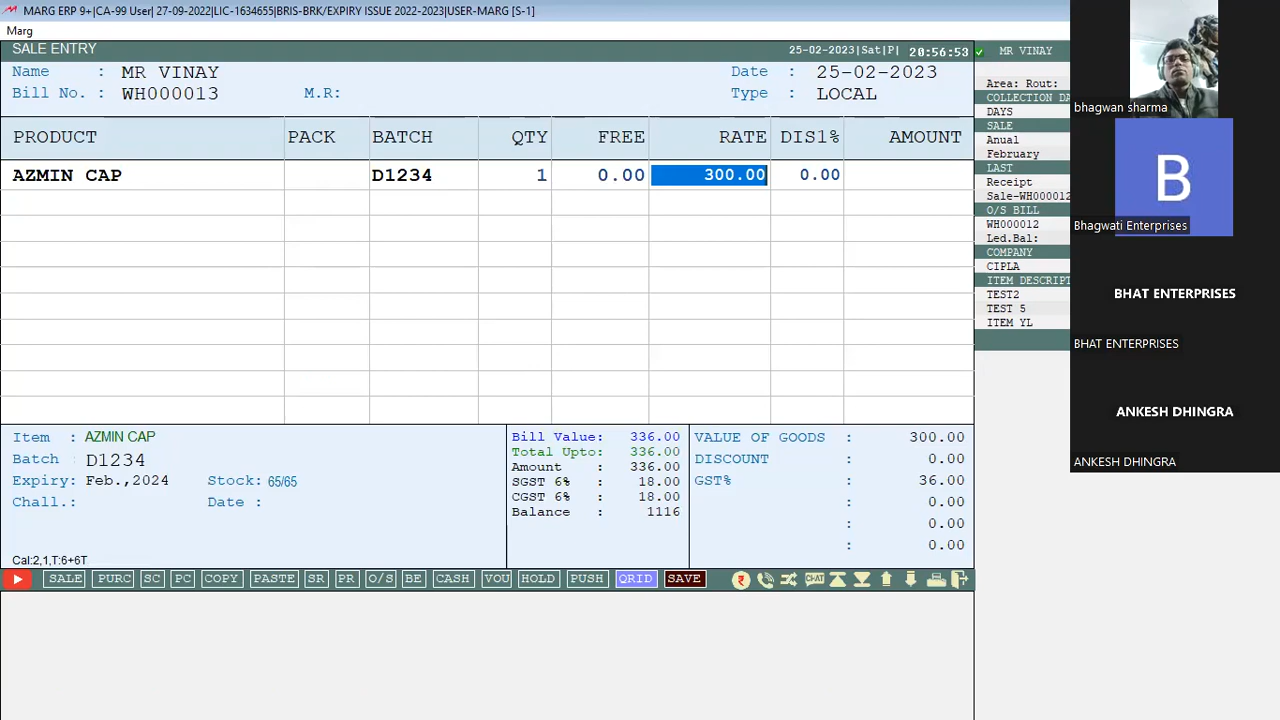 MARG ERP 9+|CA-99 User| 27-09-2022|LIC-1634655|BRIS-BRK/EXPIRY ISSUE 2022-2023|USER-MARG [S-1]
Marg
SALE ENTRY 25-02-2023|Sat|P| 20:56:53
Name : MR VINAY Date : 25-02-2023
Bill No. : WH000013 M.R: Type : LOCAL
PRODUCT PACK BATCH QTY FREE RATE DIS1% AMOUNT
AZMIN CAP D1234 1 0.00 300.00 0.00
Item : AZMIN CAP
Batch : D1234
Expiry: Feb.,2024 Stock: 65/65
Chall.: Date :
Cal:2,1,T:6+6T
Bill Value: 336.00
Total Upto: 336.00
Amount : 336.00
SGST 6% : 18.00
CGST 6% : 18.00
Balance : 1116
VALUE OF GOODS : 300.00
DISCOUNT : 0.00
GST% : 36.00
: 0.00
: 0.00
: 0.00
SALE PURC SC PC COPY PASTE SR PR O/S BE CASH VOU HOLD PUSH QRID SAVE ₹ CHAT
MR VINAY
Area: Rout:
COLLECTION DA
DAYS
SALE
Anual
February
LAST
Receipt
Sale-WH000012
O/S BILL
WH000012
Led.Bal:
COMPANY
CIPLA
ITEM DESCRIPT
TEST2
TEST 5
ITEM YL
bhagwan sharma
B
Bhagwati Enterprises
BHAT ENTERPRISES
BHAT ENTERPRISES
ANKESH DHINGRA
ANKESH DHINGRA